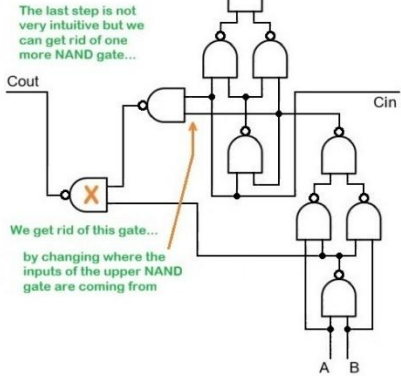 The last step is not
very intuitive but we
can get rid of one
more NAND gate...
Cout
Cin
X
We get rid of this gate...
by changing where the
inputs of the upper NAND
gate are coming from
A B